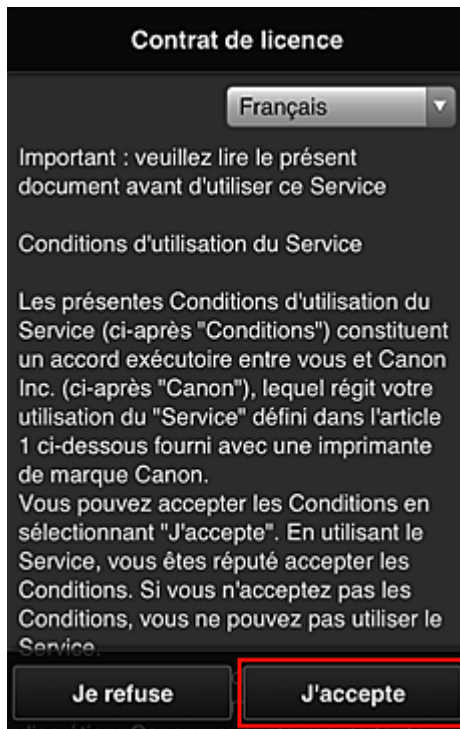 Contrat de licence
Français
Important : veuillez lire le présent
document avant d'utiliser ce Service
Conditions d'utilisation du Service
Les présentes Conditions d'utilisation du
Service (ci-après "Conditions") constituent
un accord exécutoire entre vous et Canon
Inc. (ci-après "Canon"), lequel régit votre
utilisation du "Service" défini dans l'article
1 ci-dessous fourni avec une imprimante
de marque Canon.
Vous pouvez accepter les Conditions en
sélectionnant "J'accepte". En utilisant le
Service, vous êtes réputé accepter les
Conditions. Si vous n'acceptez pas les
Conditions, vous ne pouvez pas utiliser le
Service.
Je refuse
J'accepte